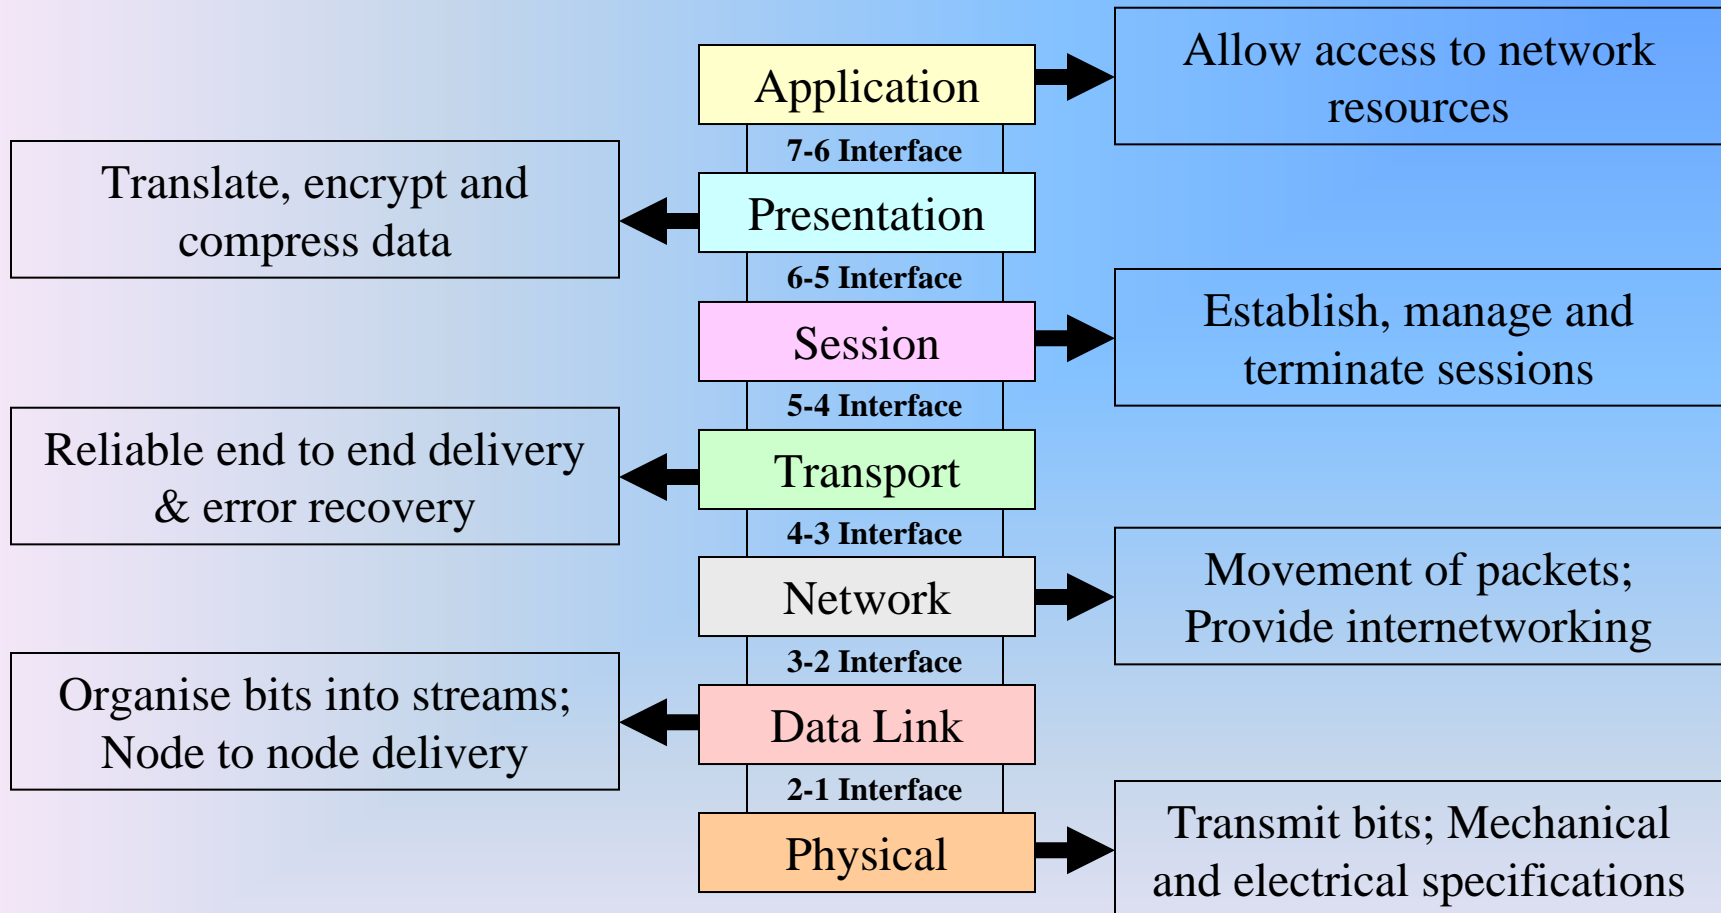 Application
Allow access to network
resources
7-6 Interface
Translate, encrypt and
compress data
Presentation
6-5 Interface
Session
Establish, manage and
terminate sessions
5-4 Interface
Reliable end to end delivery
& error recovery
Transport
4-3 Interface
Network
Movement of packets;
Provide internetworking
3-2 Interface
Organise bits into streams;
Node to node delivery
Data Link
2-1 Interface
Physical
Transmit bits; Mechanical
and electrical specifications